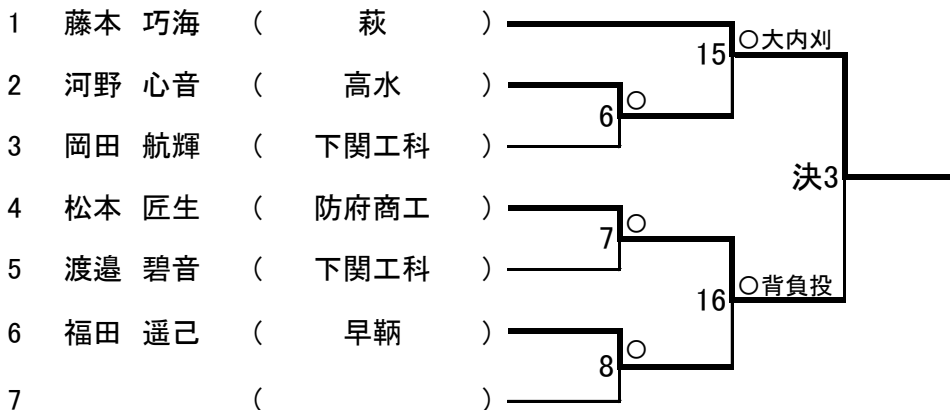 1 藤本 巧海 ( 萩 )
15 ○大内刈
2 河野 心音 ( 高水 )
6 ○
3 岡田 航輝 ( 下関工科 )
決3
4 松本 匠生 ( 防府商工 )
7 ○
5 渡邉 碧音 ( 下関工科 )
16 ○背負投
6 福田 遥己 ( 早鞆 )
8 ○
7 ( )